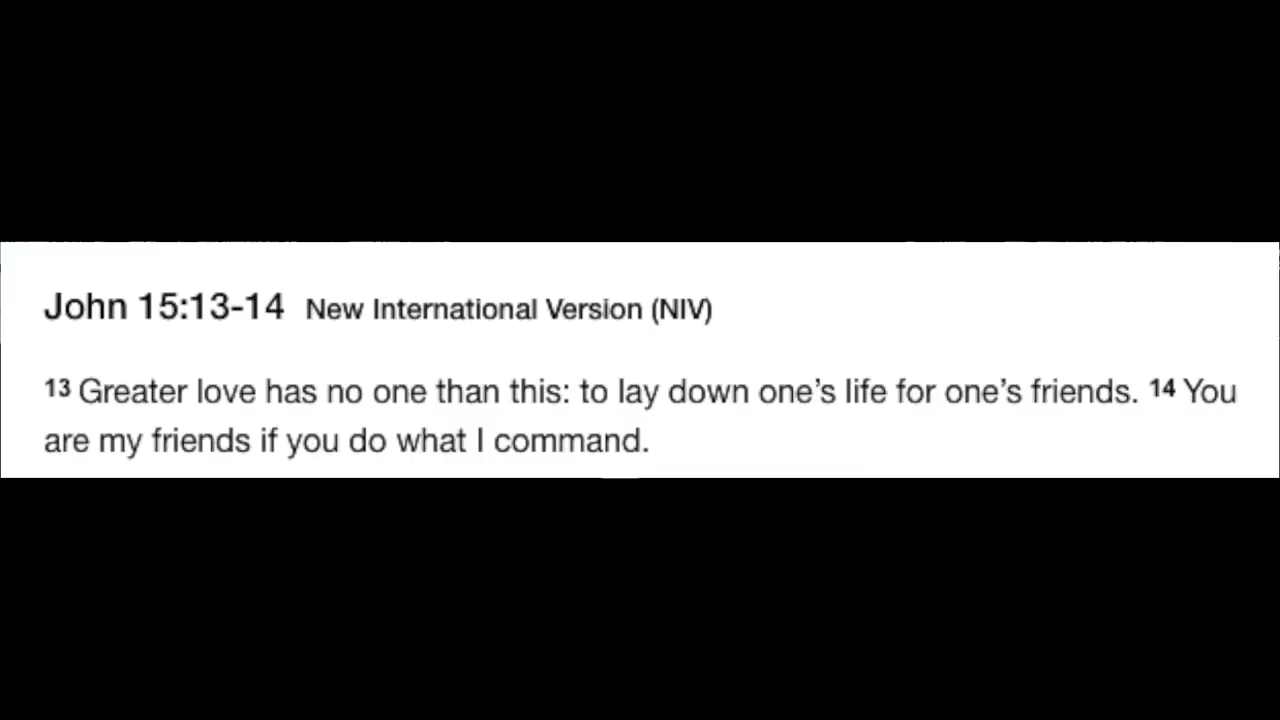 John 15:13-14 New International Version (NIV)
13 Greater love has no one than this: to lay down one’s life for one’s friends. 14 You
are my friends if you do what I command.